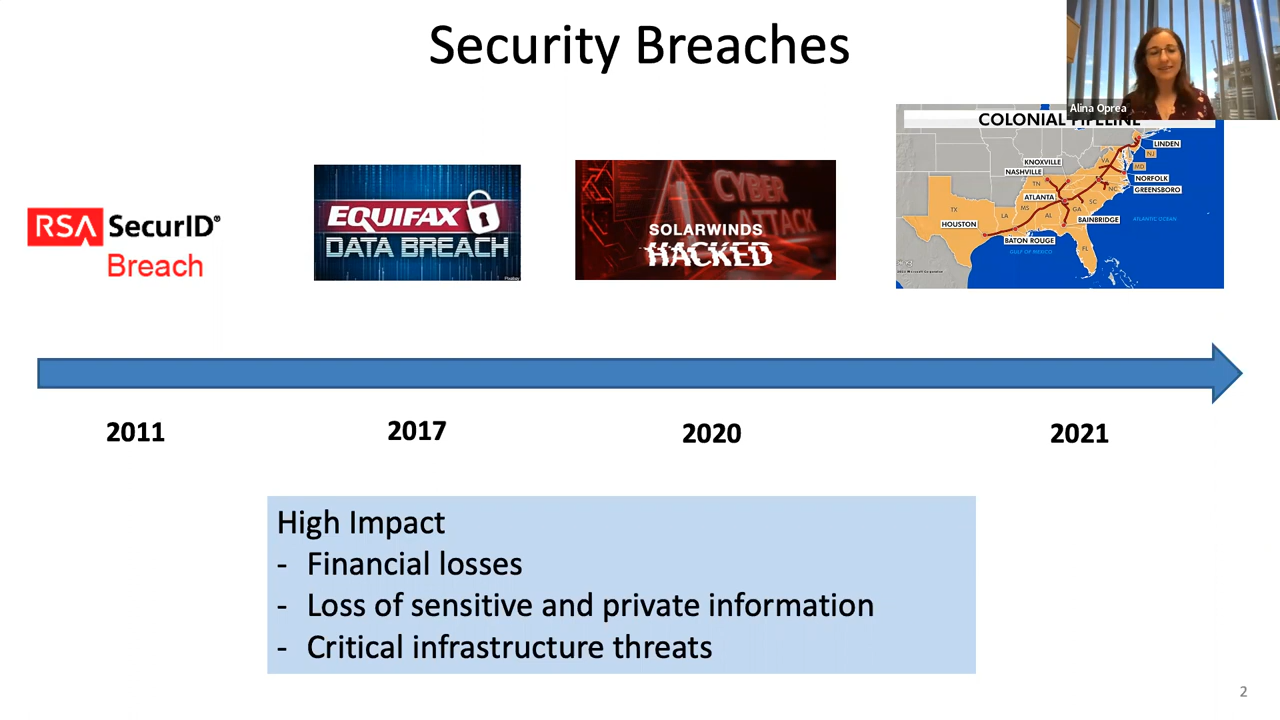 Security Breaches
Alina Oprea
RSA SecurID®
Breach
EQUIFAX
DATA BREACH
Pixabay
CYBER
ATTACK
SOLARWINDS
HACKED
COLONIAL PIPELINE
LINDEN
NJ
MD
VA
KNOXVILLE
NASHVILLE
NORFOLK
GREENSBORO
TN
NC
ATLANTA
SC
TX
MS
AL
GA
LA
BAINBRIDGE
ATLANTIC OCEAN
HOUSTON
BATON ROUGE
FL
GULF OF MEXICO
Microsoft Corporation
2011
2017
2020
2021
High Impact
- Financial losses
- Loss of sensitive and private information
- Critical infrastructure threats
2